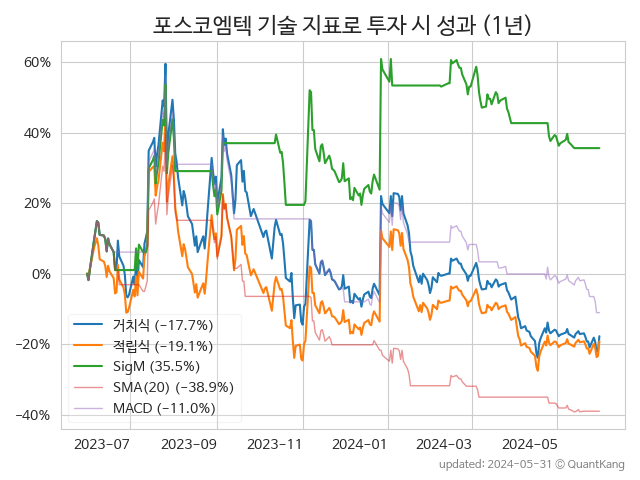 포스코엠텍 기술 지표로 투자 시 성과 (1년)
60%
40%
20%
0%
−20%
−40%
거치식 (−17.7%)
적립식 (−19.1%)
SigM (35.5%)
SMA(20) (−38.9%)
MACD (−11.0%)
2023−07
2023−09
2023−11
2024−01
2024−03
2024−05
updated: 2024−05−31 © QuantKang